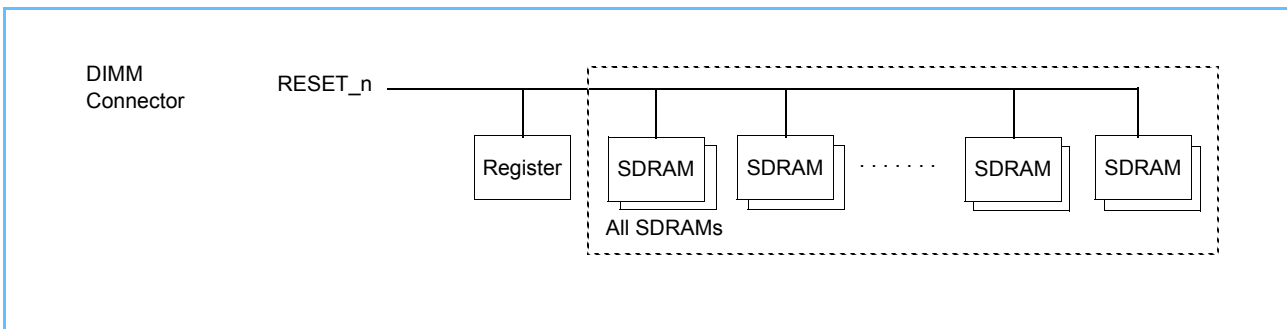 DIMM
Connector
RESET_n
Register
SDRAM
SDRAM
. . . . . . .
SDRAM
SDRAM
All SDRAMs